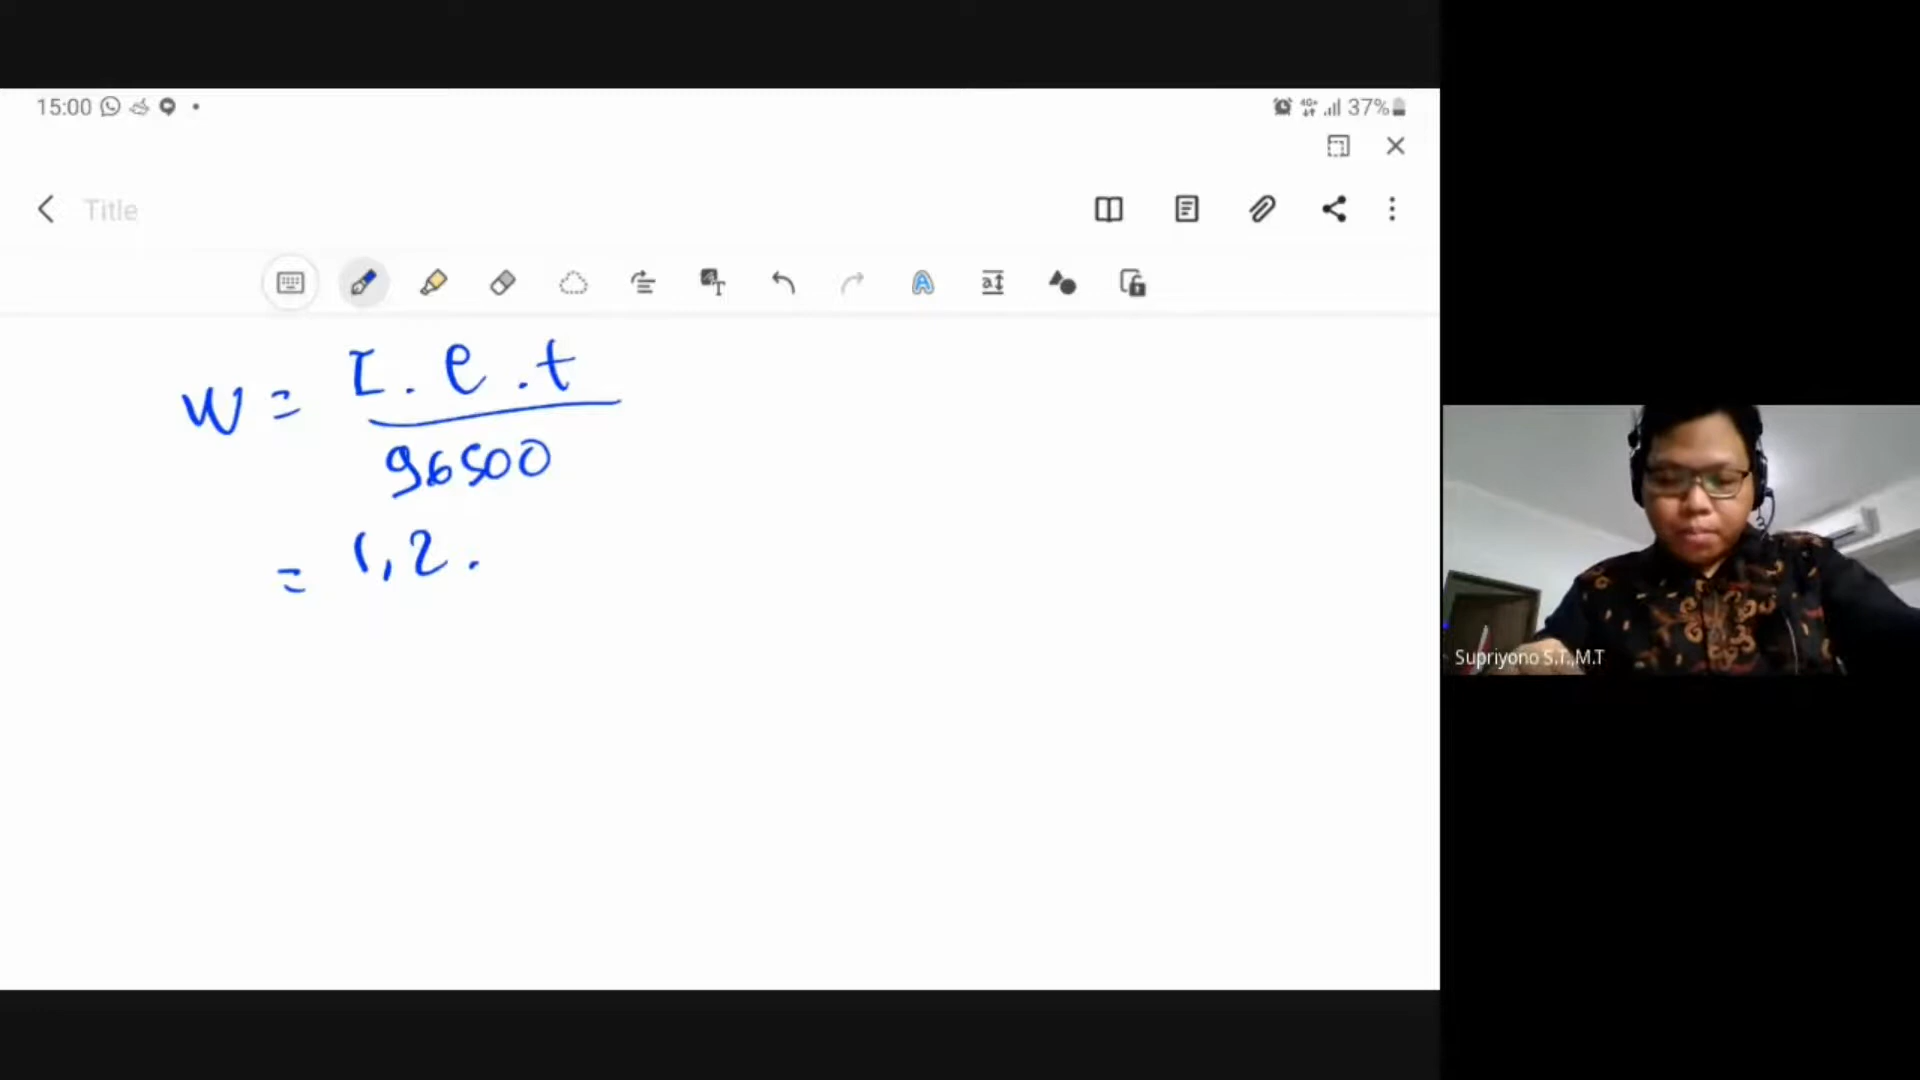 15:00 37%
Title
W = I . e . t
96500
= 1,2 .
Supriyono S.T.,M.T